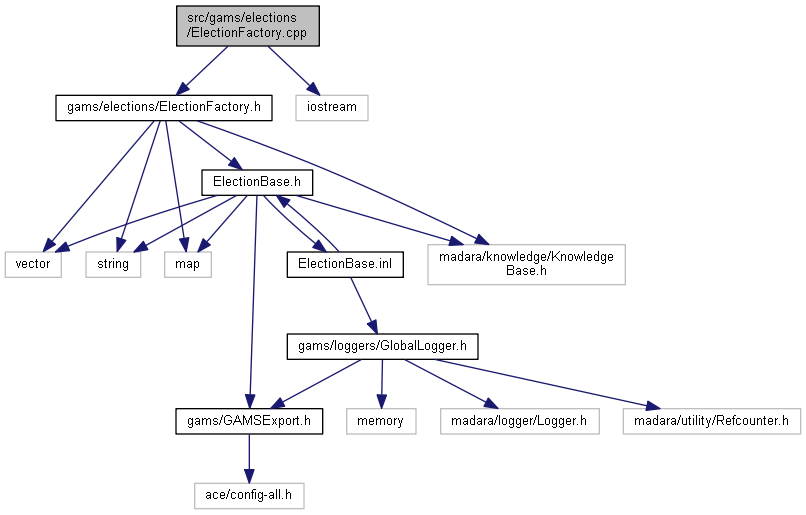 src/gams/elections
/ElectionFactory.cpp
gams/elections/ElectionFactory.h
iostream
ElectionBase.h
vector
string
map
ElectionBase.inl
madara/knowledge/Knowledge
Base.h
gams/loggers/GlobalLogger.h
gams/GAMSExport.h
memory
madara/logger/Logger.h
madara/utility/Refcounter.h
ace/config-all.h